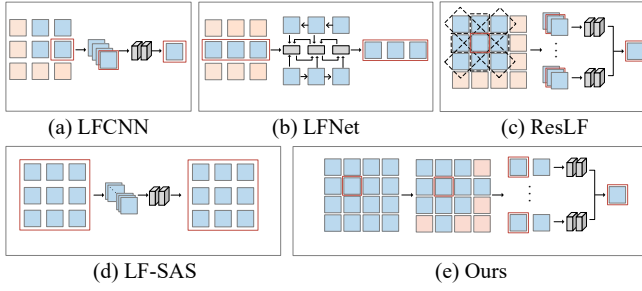 (a) LFCNN
(b) LFNet
(c) ResLF
(d) LF-SAS
(e) Ours